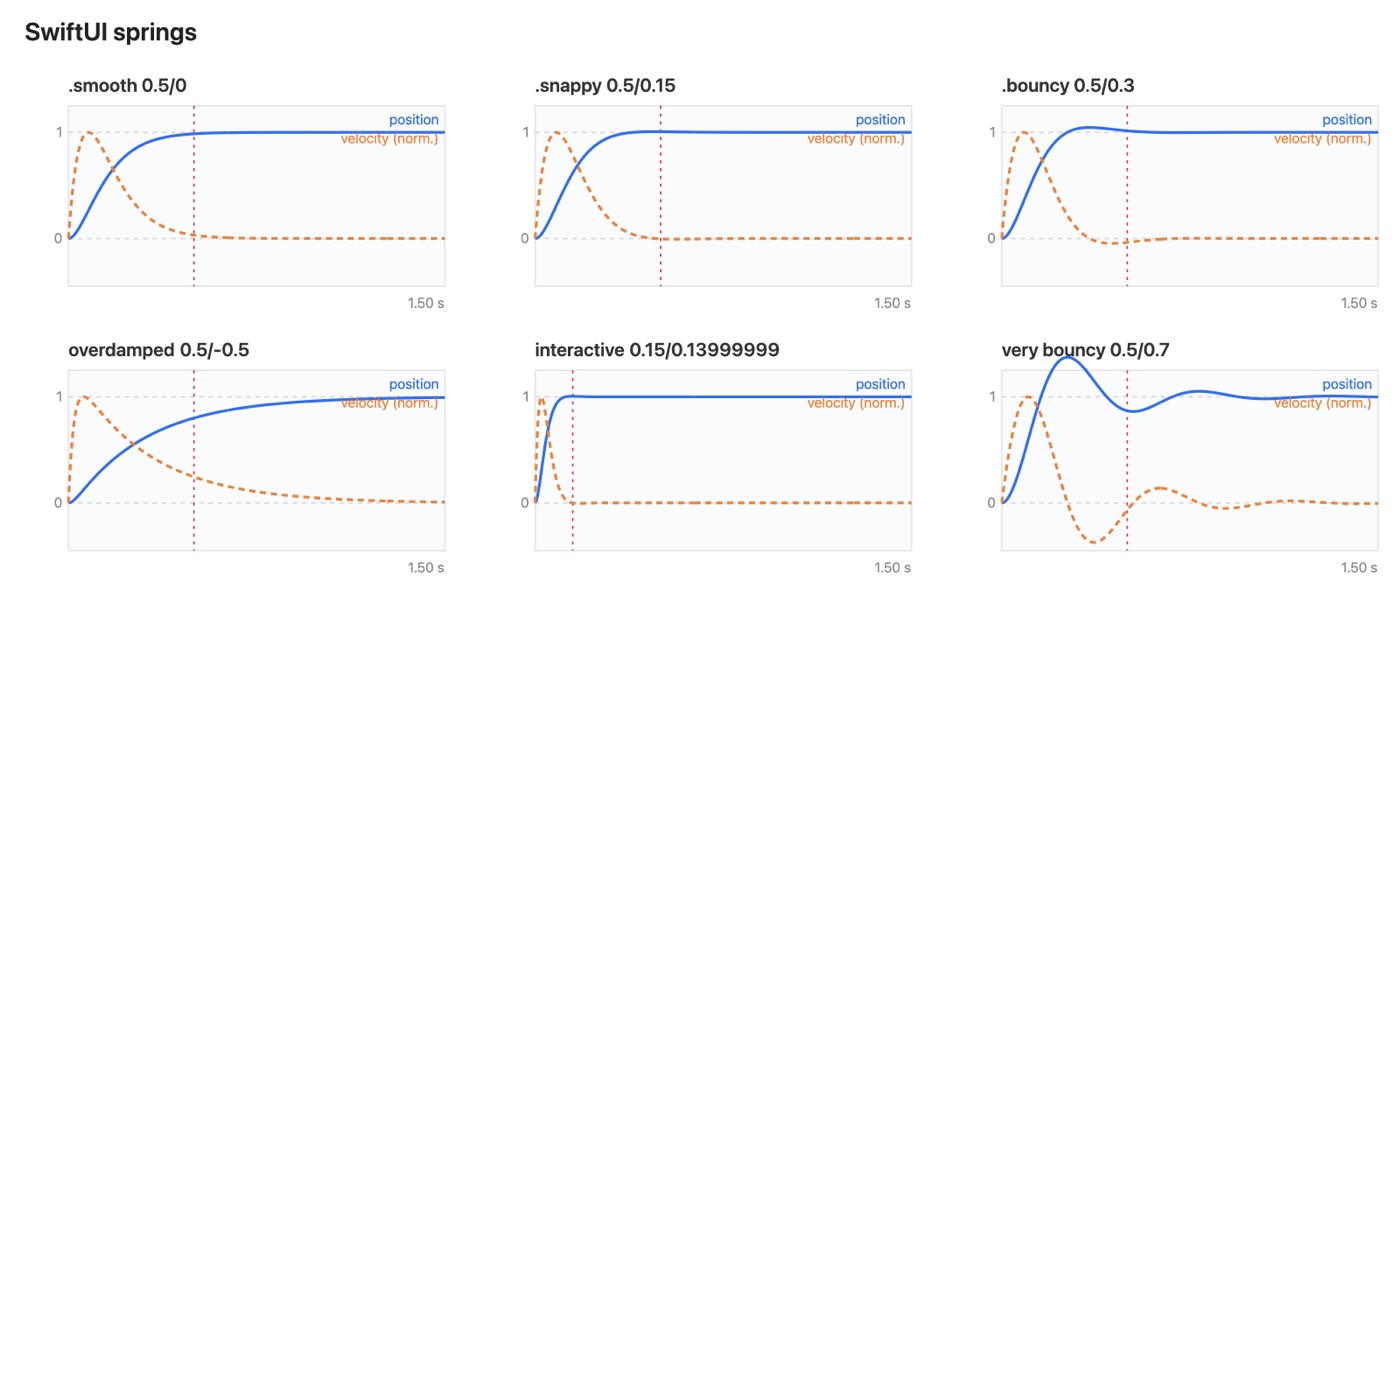 SwiftUI springs
.smooth 0.5/0
position
1
velocity (norm.)
0
1.50 s
.snappy 0.5/0.15
position
1
velocity (norm.)
0
1.50 s
.bouncy 0.5/0.3
position
1
velocity (norm.)
0
1.50 s
overdamped 0.5/-0.5
position
1
velocity (norm.)
0
1.50 s
interactive 0.15/0.13999999
position
1
velocity (norm.)
0
1.50 s
very bouncy 0.5/0.7
position
1
velocity (norm.)
0
1.50 s